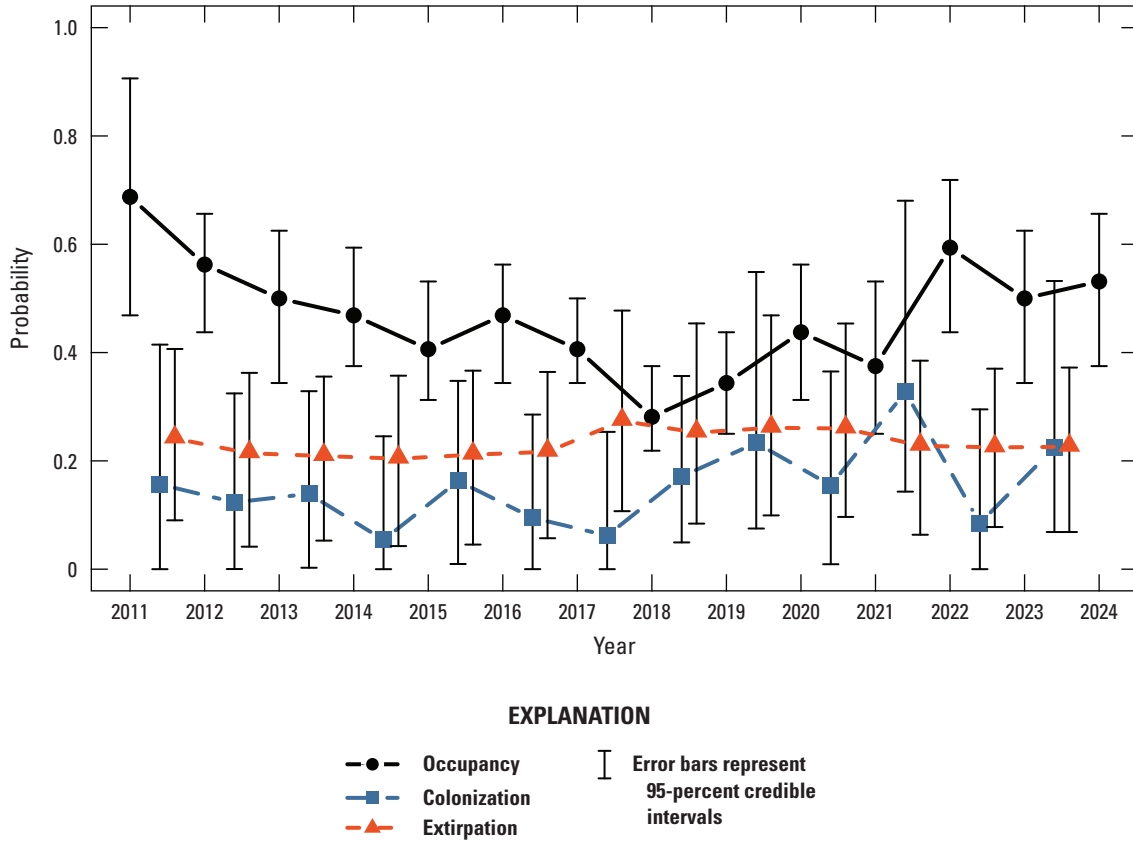 1.0
0.8
0.6
0.4
0.2
0
Probability
2011 2012 2013 2014 2015 2016 2017 2018 2019 2020 2021 2022 2023 2024
Year
EXPLANATION
Occupancy
Colonization
Extirpation
Error bars represent
95-percent credible
intervals